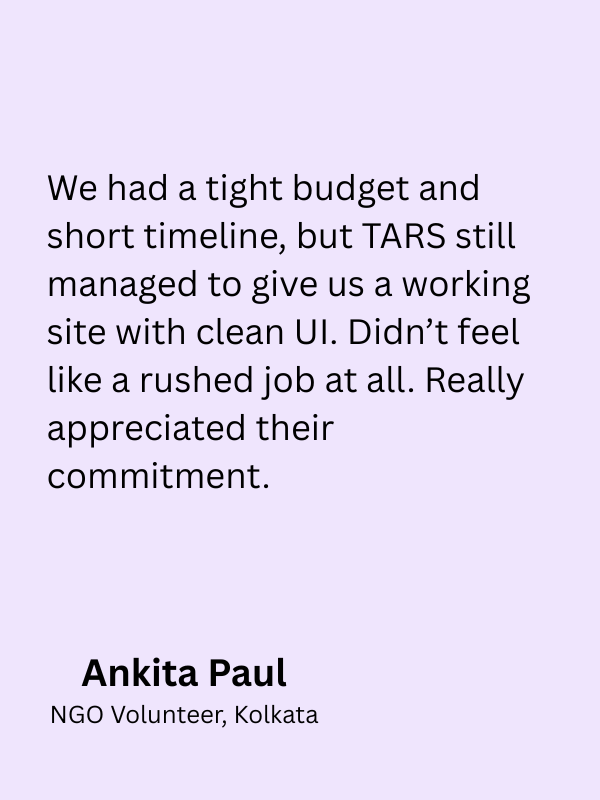 We had a tight budget and
short timeline, but TARS still
managed to give us a working
site with clean UI. Didn’t feel
like a rushed job at all. Really
appreciated their
commitment.
Ankita Paul
NGO Volunteer, Kolkata